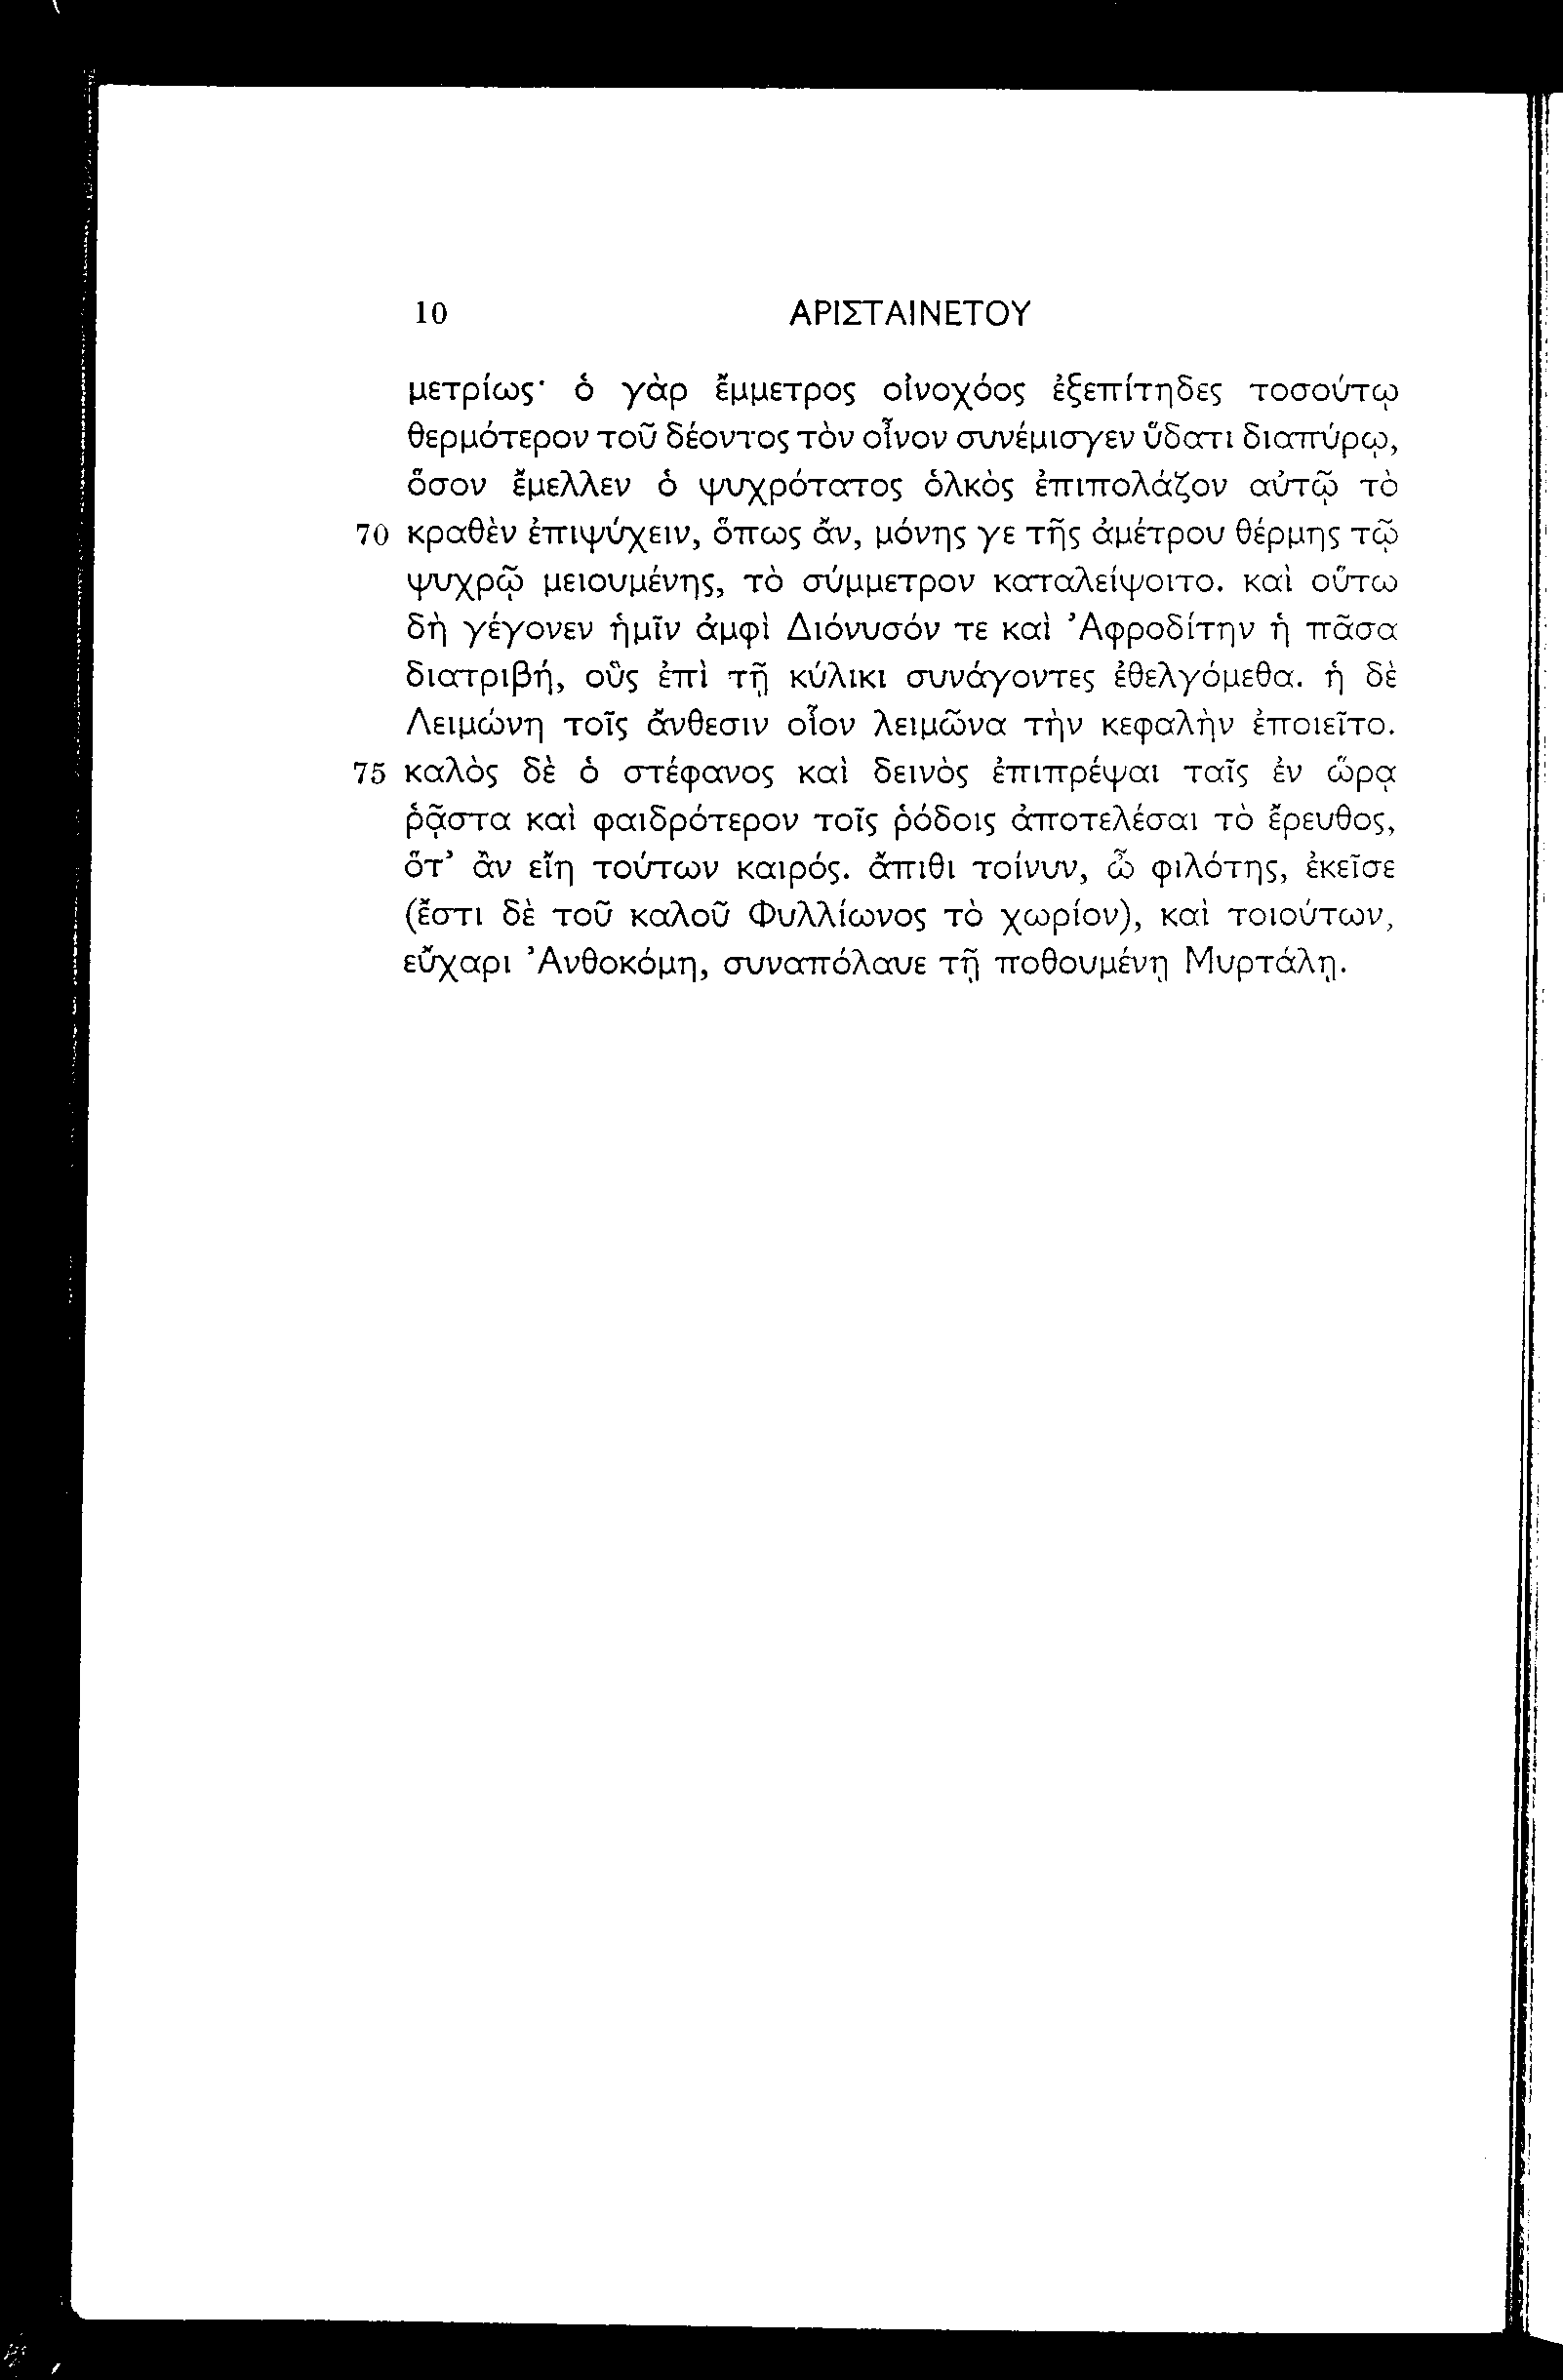 10 ΑΡΙΣΤΑΙΝΕΤΟΥ
μετρίως· ὁ γὰρ ἔμμετρος οἰνοχόος ἐξεπίτηδες τοσούτῳ
θερμότερον τοῦ δέοντος τὸν οἶνον συνέμισγεν ὕδατι διαπύρῳ,
ὅσον ἔμελλεν ὁ ψυχρότατος ὁλκὸς ἐπιπολάζον αὐτῷ τὸ
70 κραθὲν ἐπιψύχειν, ὅπως ἄν, μόνης γε τῆς ἀμέτρου θέρμης τῷ
ψυχρῷ μειουμένης, τὸ σύμμετρον καταλείψοιτο. καὶ οὕτω
δὴ γέγονεν ἡμῖν ἀμφὶ Διόνυσόν τε καὶ Ἀφροδίτην ἡ πᾶσα
διατριβή, οὓς ἐπὶ τῇ κύλικι συνάγοντες ἐθελγόμεθα. ἡ δὲ
Λειμώνη τοῖς ἄνθεσιν οἷον λειμῶνα τὴν κεφαλὴν ἐποιεῖτο.
75 καλὸς δὲ ὁ στέφανος καὶ δεινὸς ἐπιπρέψαι ταῖς ἐν ὥρᾳ
ῥᾷστα καὶ φαιδρότερον τοῖς ῥόδοις ἀποτελέσαι τὸ ἔρευθος,
ὅτ’ ἂν εἴη τούτων καιρός. ἄπιθι τοίνυν, ὦ φιλότης, ἐκεῖσε
(ἔστι δὲ τοῦ καλοῦ Φυλλίωνος τὸ χωρίον), καὶ τοιούτων,
εὔχαρι Ἀνθοκόμη, συναπόλαυε τῇ ποθουμένῃ Μυρτάλῃ.